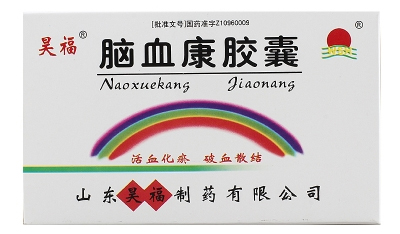 [批准文号]国药准字Z10960009
昊福®
脑血康胶囊
Naoxuekang Jiaonang
®
活血化瘀 破血散结
山东昊福制药有限公司